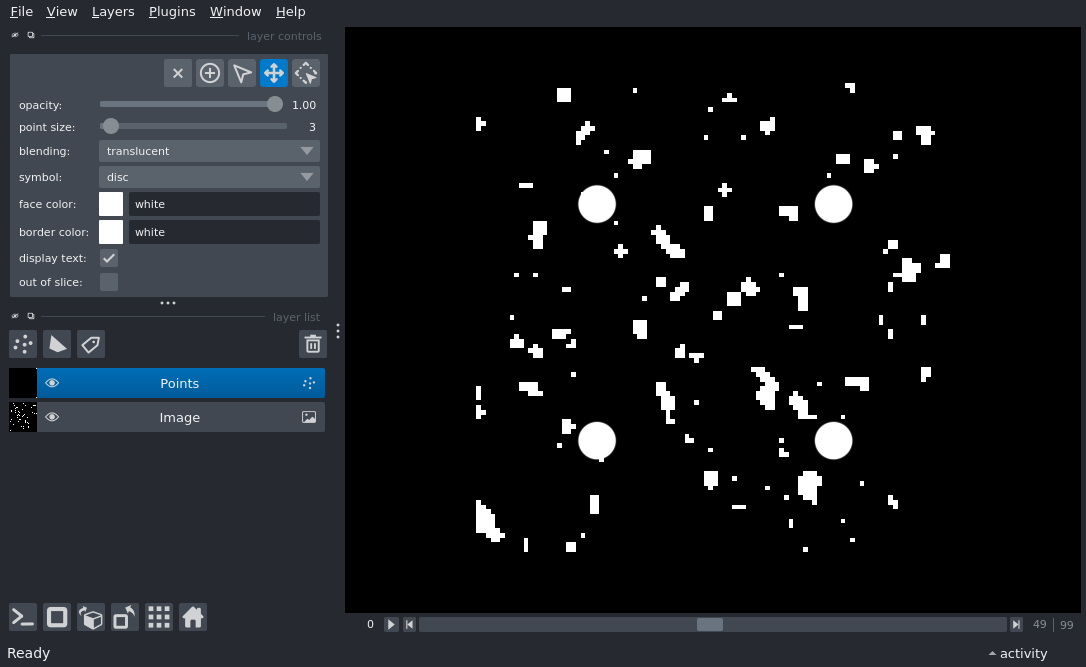 File View Layers Plugins Window Help
layer controls
opacity: 1.00
point size: 3
blending: translucent
symbol: disc
face color: white
border color: white
display text:
out of slice:
layer list
Points
Image
0 49 | 99
Ready activity